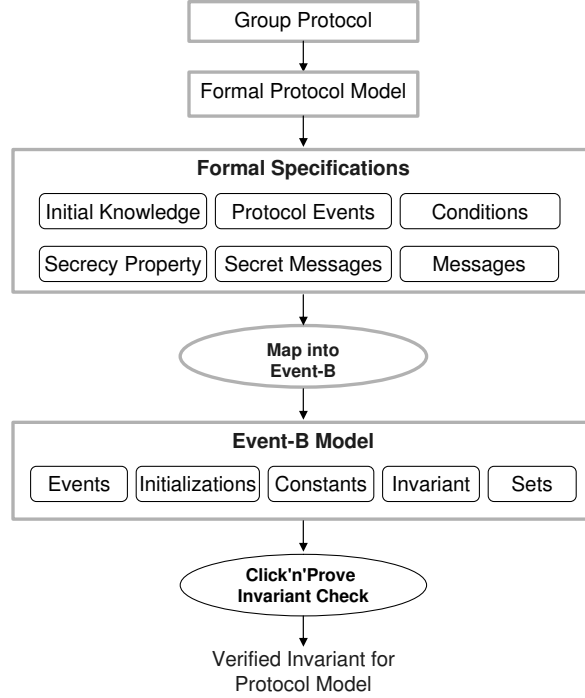 Group Protocol
Formal Protocol Model
Formal Specifications
Initial Knowledge
Protocol Events
Conditions
Secrecy Property
Secret Messages
Messages
Map into
Event-B
Event-B Model
Events
Initializations
Constants
Invariant
Sets
Click'n'Prove
Invariant Check
Verified Invariant for
Protocol Model